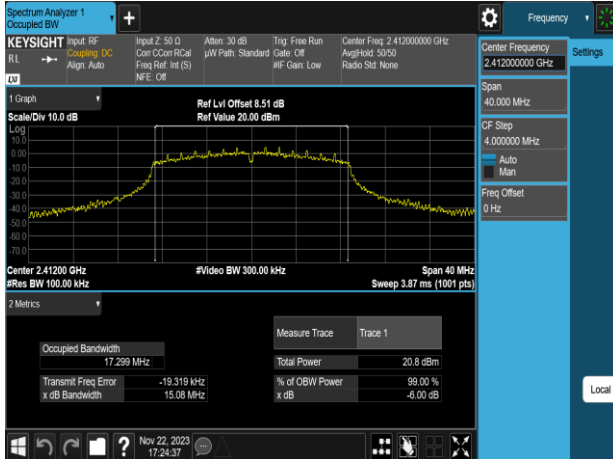 Spectrum Analyzer 1
Occupied BW
Frequency
KEYSIGHT
RL
Input: RF
Coupling: DC
Align: Auto
Input Z: 50 Ω
Corr CCorr RCal
Freq Ref: Int (S)
NFE: Off
Atten: 30 dB
µW Path: Standard
Trig: Free Run
Gate: Off
#IF Gain: Low
Center Freq: 2.412000000 GHz
Avg|Hold: 50/50
Radio Std: None
LXI
Center Frequency
2.412000000 GHz
Settings
Span
40.000 MHz
CF Step
4.000000 MHz
Auto
Man
Freq Offset
0 Hz
Local
1 Graph
Scale/Div 10.0 dB
Ref Lvl Offset 8.51 dB
Ref Value 20.00 dBm
Log
10.0
0.00
-10.0
-20.0
-30.0
-40.0
-50.0
-60.0
-70.0
Center 2.41200 GHz
#Res BW 100.00 kHz
#Video BW 300.00 kHz
Span 40 MHz
Sweep 3.87 ms (1001 pts)
2 Metrics
Measure Trace
Trace 1
Occupied Bandwidth
17.299 MHz
Total Power
20.8 dBm
Transmit Freq Error
-19.319 kHz
% of OBW Power
99.00 %
x dB Bandwidth
15.08 MHz
x dB
-6.00 dB
?
Nov 22, 2023
17:24:37